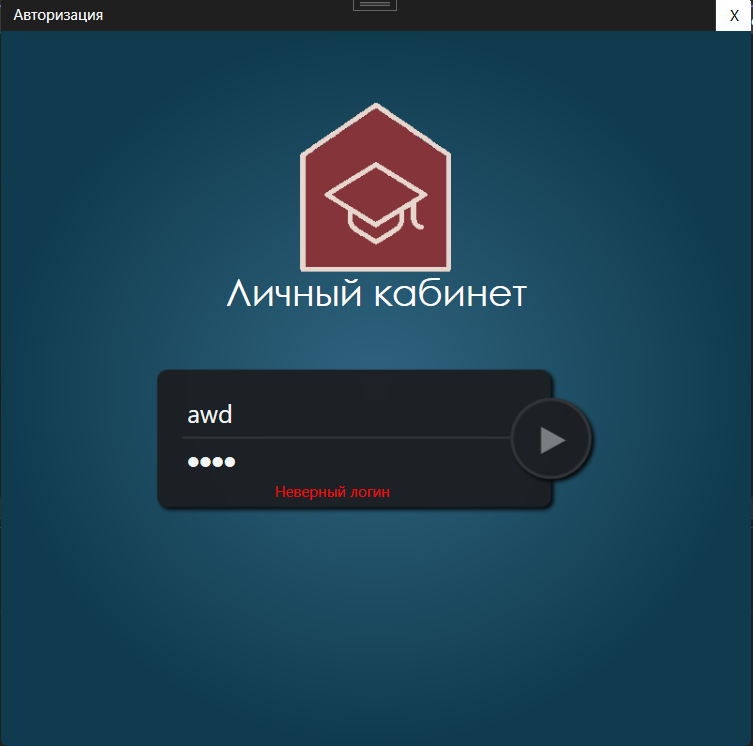 Авторизация
X
Личный кабинет
awd
●●●●
Неверный логин